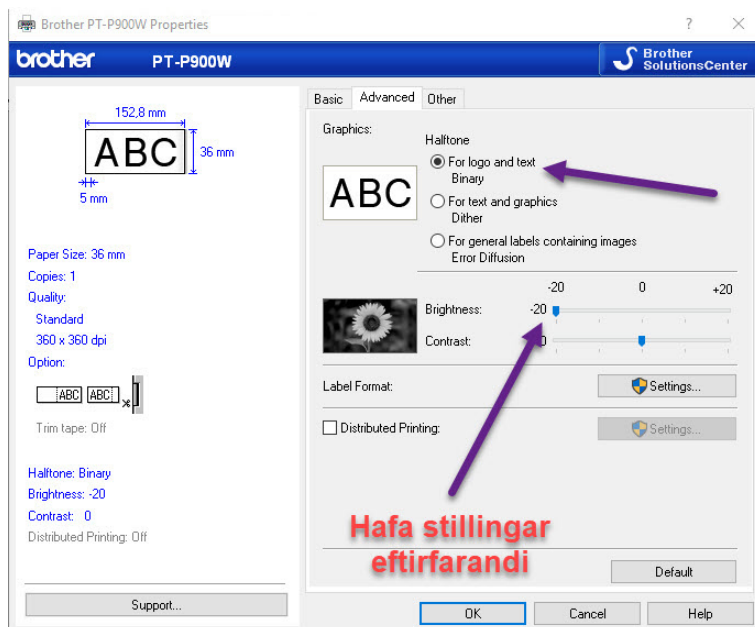 Brother PT-P900W Properties
brother PT-P900W
Brother
SolutionsCenter
152,8 mm
ABC
36 mm
5 mm
Paper Size: 36 mm
Copies: 1
Quality:
Standard
360 x 360 dpi
Option:
ABC ABC
Trim tape: Off
Halftone: Binary
Brightness: -20
Contrast: 0
Distributed Printing: Off
Support...
Basic Advanced Other
Graphics:
ABC
Halftone
For logo and text
Binary
For text and graphics
Dither
For general labels containing images
Error Diffusion
-20 0 +20
Brightness: -20
Contrast: 0
Label Format: Settings...
Distributed Printing: Settings...
Hafa stillingar
eftirfarandi
Default
OK Cancel Help